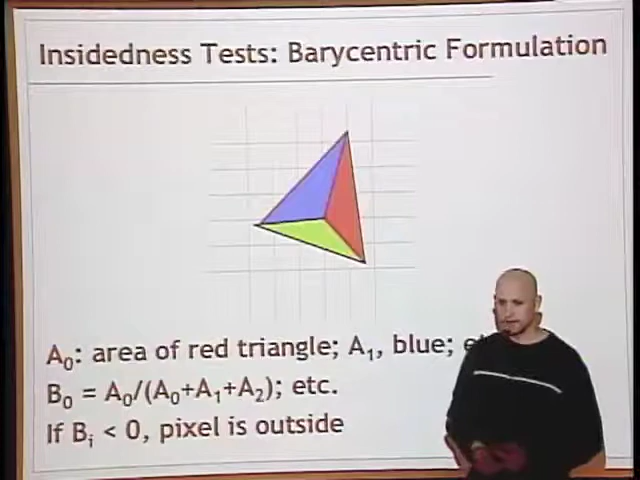 Insidedness Tests: Barycentric Formulation
A₀: area of red triangle; A₁, blue;
B₀ = A₀/(A₀+A₁+A₂); etc.
If Bᵢ < 0, pixel is outside